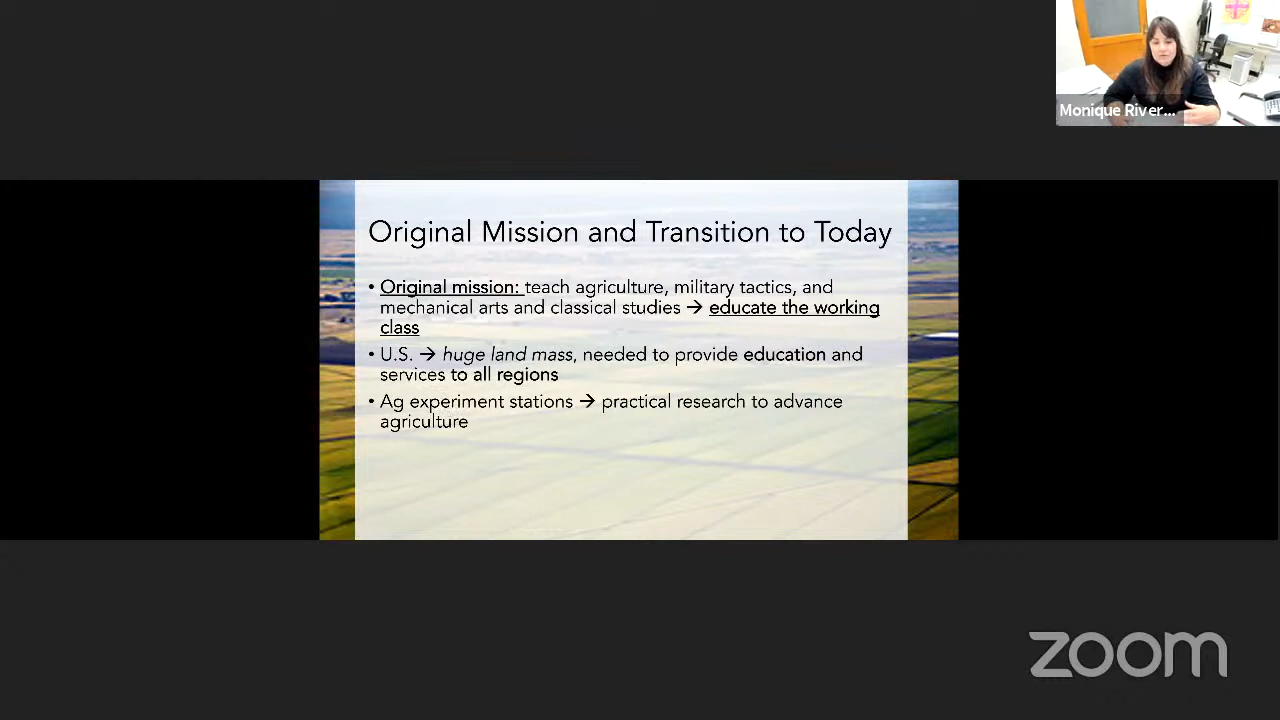 Monique River...
Original Mission and Transition to Today
• Original mission: teach agriculture, military tactics, and
mechanical arts and classical studies → educate the working
class
• U.S. → huge land mass, needed to provide education and
services to all regions
• Ag experiment stations → practical research to advance
agriculture
zoom